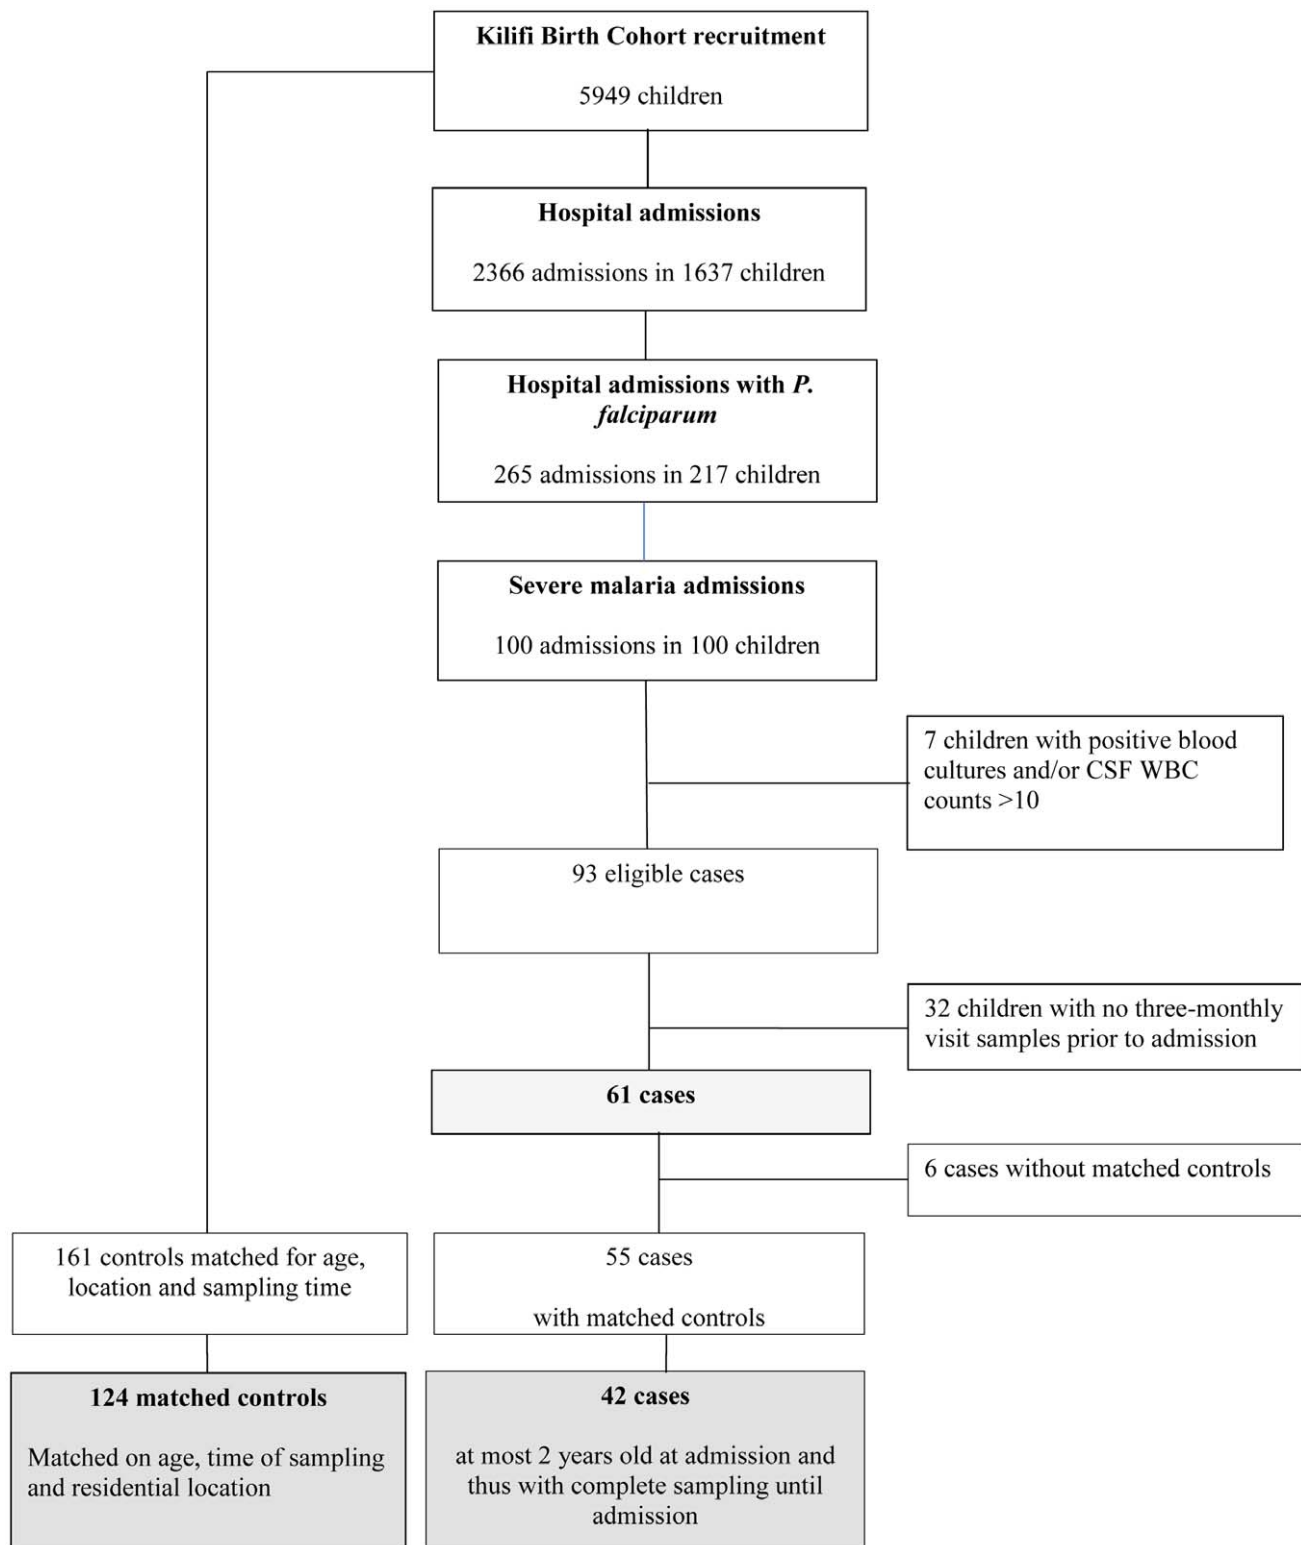 Kilifi Birth Cohort recruitment
5949 children
Hospital admissions
2366 admissions in 1637 children
Hospital admissions with P.
falciparum
265 admissions in 217 children
Severe malaria admissions
100 admissions in 100 children
7 children with positive blood
cultures and/or CSF WBC
counts >10
93 eligible cases
32 children with no three-monthly
visit samples prior to admission
61 cases
6 cases without matched controls
161 controls matched for age,
location and sampling time
55 cases
with matched controls
124 matched controls
Matched on age, time of sampling
and residential location
42 cases
at most 2 years old at admission and
thus with complete sampling until
admission